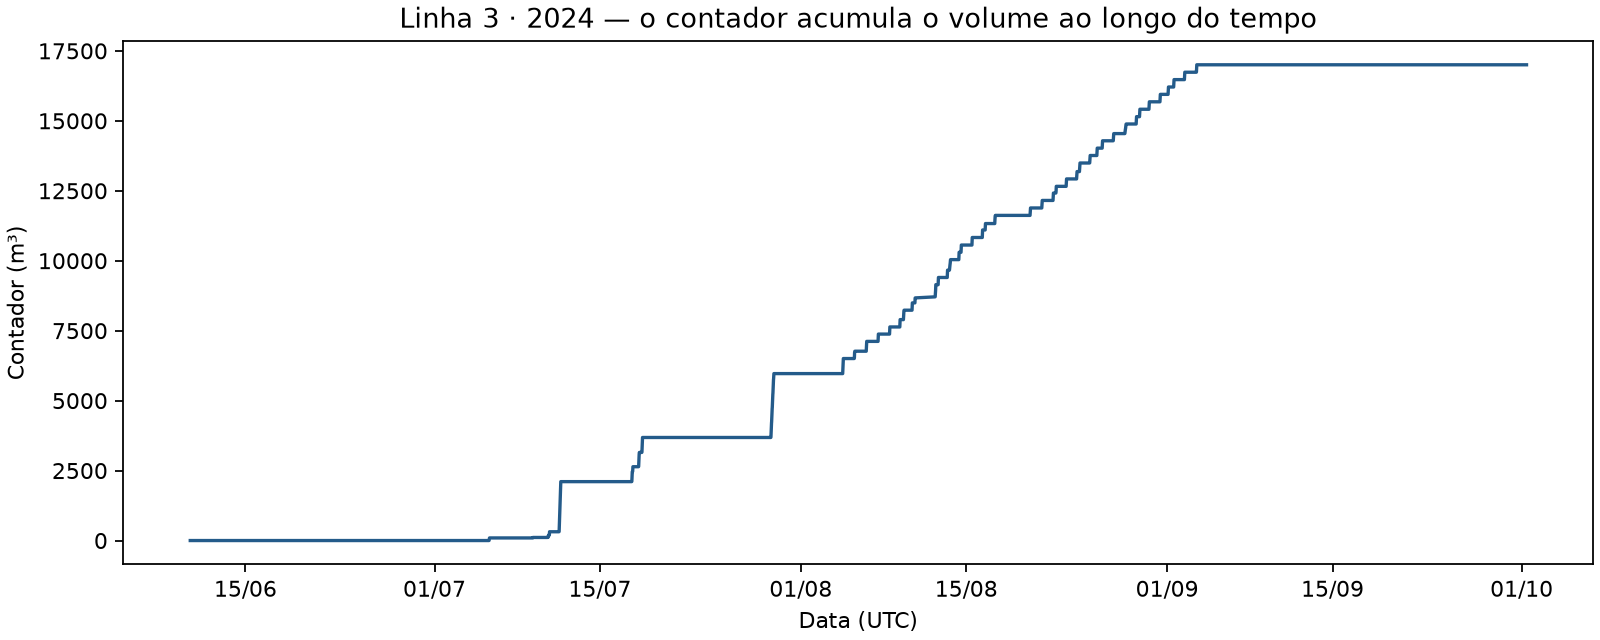 Linha 3 · 2024 — o contador acumula o volume ao longo do tempo
17500
15000
12500
10000
7500
5000
2500
0
Contador (m³)
15/06 01/07 15/07 01/08 15/08 01/09 15/09 01/10
Data (UTC)